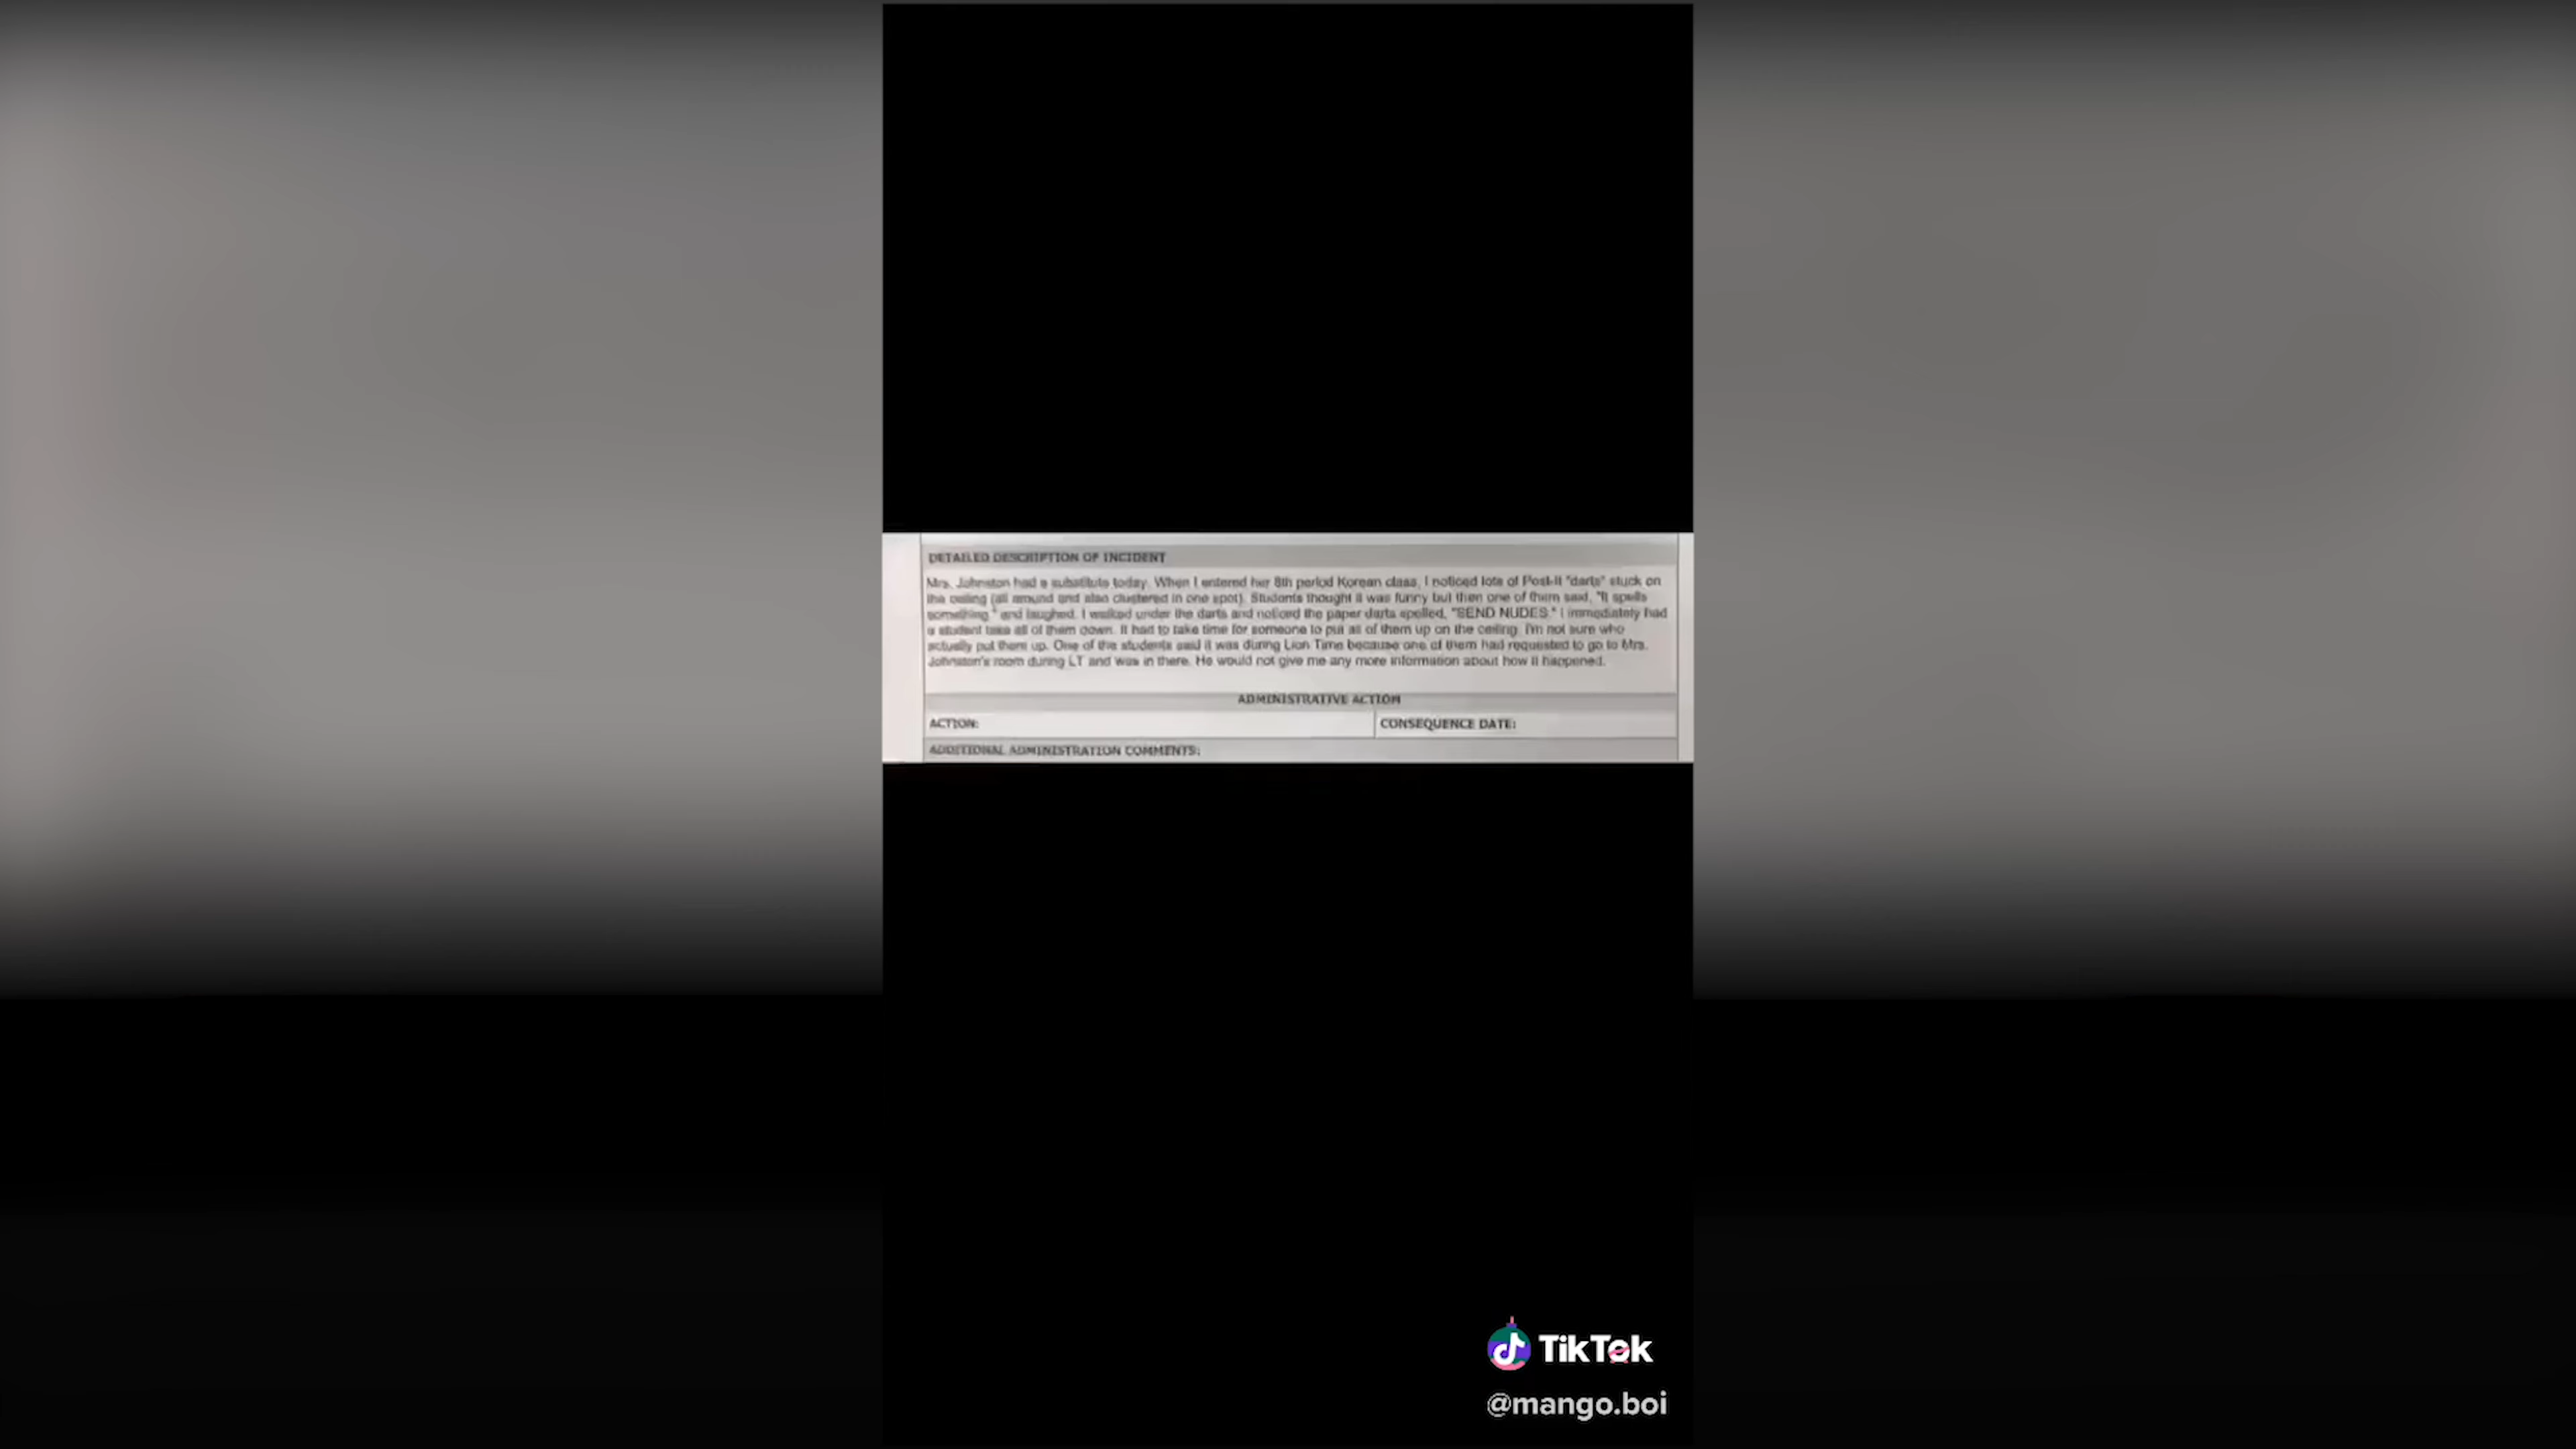 DETAILED DESCRIPTION OF INCIDENT
Mrs. Johnston had a substitute today. When I entered her 8th period Korean class, I noticed lots of Post-It "darts" stuck on
the ceiling (all around and also clustered in one spot). Students thought it was funny but then one of them said, "It spells
something," and laughed. I walked under the darts and noticed the paper darts spelled, "SEND NUDES." I immediately had
a student take all of them down. It had to take time for someone to put all of them up on the ceiling. I'm not sure who
actually put them up. One of the students said it was during Lion Time because one of them had requested to go to Mrs.
Johnston's room during LT and was in there. He would not give me any more information about how it happened.
ADMINISTRATIVE ACTION
ACTION:
CONSEQUENCE DATE:
ADDITIONAL ADMINISTRATION COMMENTS:
TikTok
@mango.boi